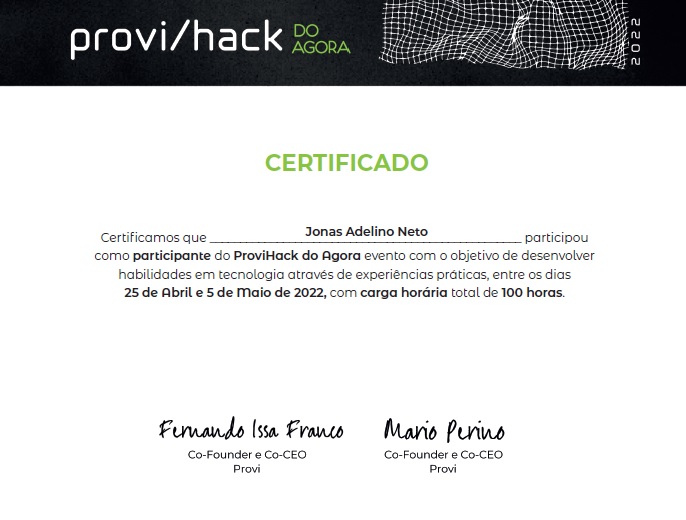 provi/hack DO
AGORA
2022
CERTIFICADO
Certificamos que Jonas Adelino Neto participou
como participante do ProviHack do Agora evento com o objetivo de desenvolver
habilidades em tecnologia através de experiências práticas, entre os dias
25 de Abril e 5 de Maio de 2022, com carga horária total de 100 horas.
Fernando Issa Franco
Co-Founder e Co-CEO
Provi
Mario Perino
Co-Founder e Co-CEO
Provi